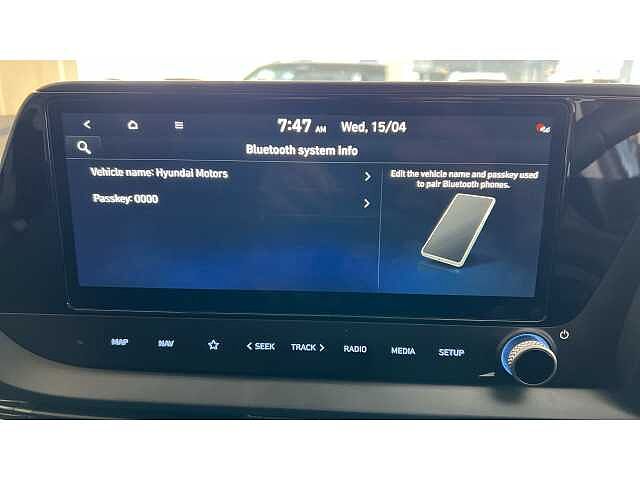 7:47 AM Wed, 15/04
Bluetooth system info
Vehicle name: Hyundai Motors
Edit the vehicle name and passkey used
to pair Bluetooth phones.
Passkey: 0000
MAP NAV SEEK TRACK RADIO MEDIA SETUP